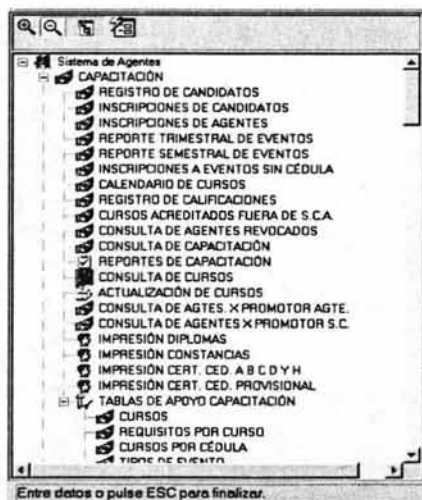 Sistema de Agentes
CAPACITACIÓN
REGISTRO DE CANDIDATOS
INSCRIPCIONES DE CANDIDATOS
INSCRIPCIONES DE AGENTES
REPORTE TRIMESTRAL DE EVENTOS
REPORTE SEMESTRAL DE EVENTOS
INSCRIPCIONES A EVENTOS SIN CÉDULA
CALENDARIO DE CURSOS
REGISTRO DE CALIFICACIONES
CURSOS ACREDITADOS FUERA DE S.C.A.
CONSULTA DE AGENTES REVOCADOS
CONSULTA DE CAPACITACIÓN
REPORTES DE CAPACITACIÓN
CONSULTA DE CURSOS
ACTUALIZACIÓN DE CURSOS
CONSULTA DE AGTES. X PROMOTOR AGTE.
CONSULTA DE AGENTES X PROMOTOR S.C.
IMPRESIÓN DIPLOMAS
IMPRESIÓN CONSTANCIAS
IMPRESIÓN CERT. CED. A B C D Y H
IMPRESIÓN CERT. CED. PROVISIONAL
TABLAS DE APOYO CAPACITACIÓN
CURSOS
REQUISITOS POR CURSO
CURSOS POR CÉDULA
TIPOS DE EVENTO
Entre datos o pulse ESC para finalizar.